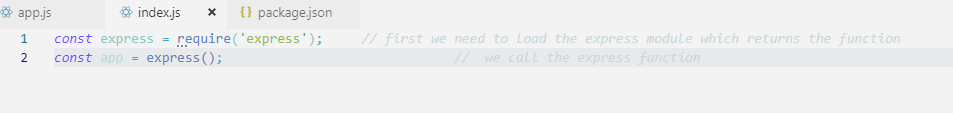 app.js index.js × {} package.json
1 const express = require('express'); // first we need to load the express module which returns the function
2 const app = express(); // we call the express function